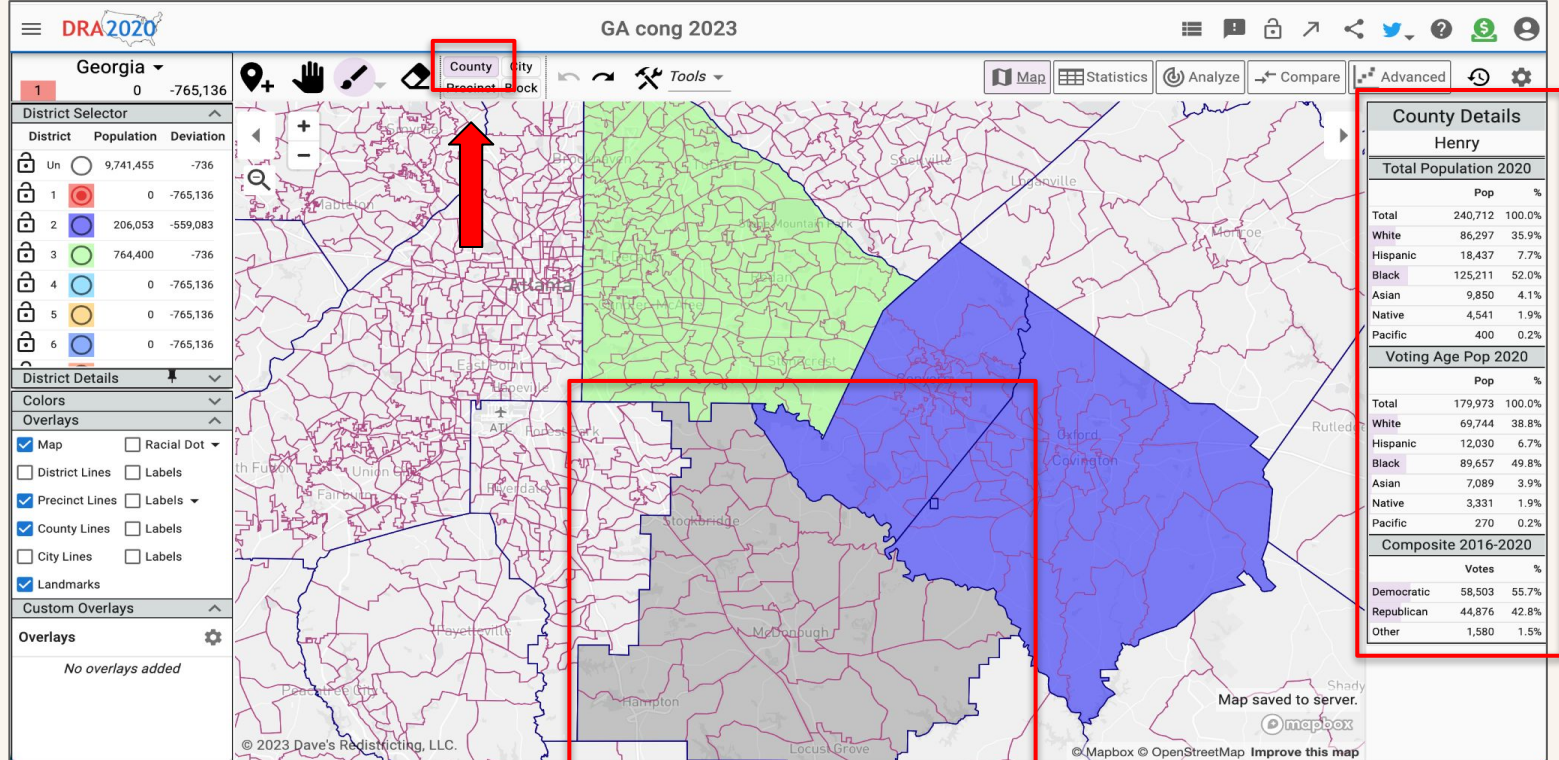 DRA2020
GA cong 2023
Georgia
1 0 -765,136
County City
Precinct Block
Tools
Map Statistics Analyze Compare Advanced
District Selector
District Population Deviation
Un 9,741,455 -736
1 0 -765,136
2 206,053 -559,083
3 764,400 -736
4 0 -765,136
5 0 -765,136
6 0 -765,136
District Details
Colors
Overlays
Map Racial Dot
District Lines Labels
Precinct Lines Labels
County Lines Labels
City Lines Labels
Landmarks
Custom Overlays
Overlays
No overlays added
Smyrna
Brookhaven
Snellville
Loganville
Mableton
Stone Mountain Park
Monroe
Atlanta
East Point
Stonecrest
Hapeville
Conyers
ATL
Forest Park
Oxford
Rutledge
Covington
th Fulton
Union City
Riverdale
Fairburn
Stockbridge
Fayetteville
McDonough
Peachtree City
Hampton
Shady
Locust Grove
Map saved to server.
mapbox
© 2023 Dave's Redistricting, LLC.
© Mapbox © OpenStreetMap Improve this map
County Details
Henry
Total Population 2020
Pop %
Total 240,712 100.0%
White 86,297 35.9%
Hispanic 18,437 7.7%
Black 125,211 52.0%
Asian 9,850 4.1%
Native 4,541 1.9%
Pacific 400 0.2%
Voting Age Pop 2020
Pop %
Total 179,973 100.0%
White 69,744 38.8%
Hispanic 12,030 6.7%
Black 89,657 49.8%
Asian 7,089 3.9%
Native 3,331 1.9%
Pacific 270 0.2%
Composite 2016-2020
Votes %
Democratic 58,503 55.7%
Republican 44,876 42.8%
Other 1,580 1.5%